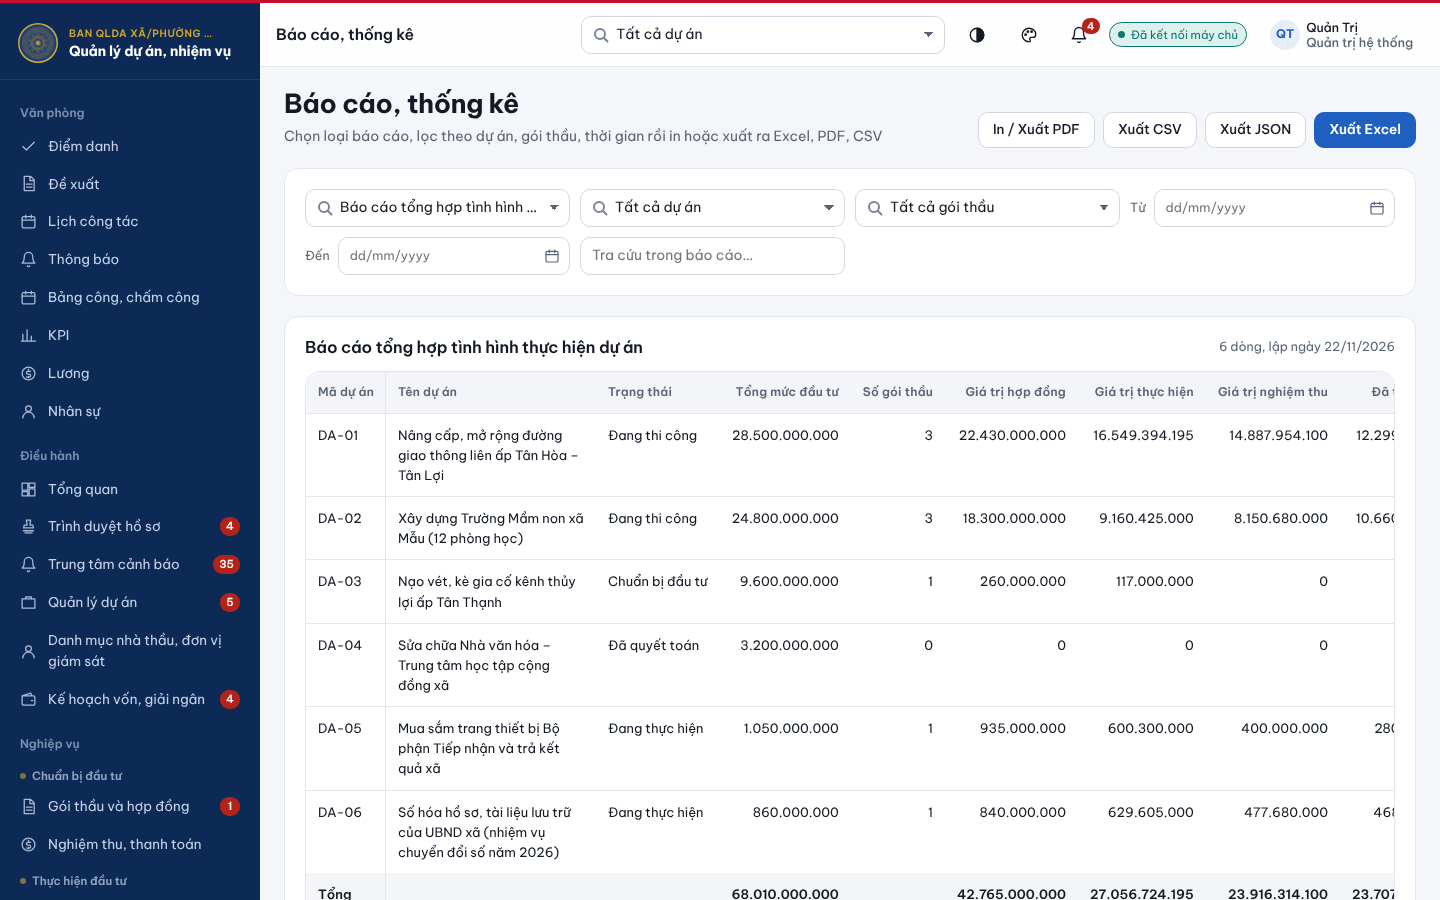 BAN QLDA XÃ/PHƯỜNG ...
Quản lý dự án, nhiệm vụ
Văn phòng
Điểm danh
Đề xuất
Lịch công tác
Thông báo
Bảng công, chấm công
KPI
Lương
Nhân sự
Điều hành
Tổng quan
Trình duyệt hồ sơ 4
Trung tâm cảnh báo 35
Quản lý dự án 5
Danh mục nhà thầu, đơn vị
giám sát
Kế hoạch vốn, giải ngân 4
Nghiệp vụ
Chuẩn bị đầu tư
Gói thầu và hợp đồng 1
Nghiệm thu, thanh toán
Thực hiện đầu tư
Báo cáo, thống kê
Tất cả dự án
4
Đã kết nối máy chủ
QT
Quản Trị
Quản trị hệ thống
Báo cáo, thống kê
Chọn loại báo cáo, lọc theo dự án, gói thầu, thời gian rồi in hoặc xuất ra Excel, PDF, CSV
In / Xuất PDF
Xuất CSV
Xuất JSON
Xuất Excel
Báo cáo tổng hợp tình hình ...
Tất cả dự án
Tất cả gói thầu
Từ dd/mm/yyyy
Đến dd/mm/yyyy
Tra cứu trong báo cáo...
Báo cáo tổng hợp tình hình thực hiện dự án
6 dòng, lập ngày 22/11/2026
Mã dự án Tên dự án Trạng thái Tổng mức đầu tư Số gói thầu Giá trị hợp đồng Giá trị thực hiện Giá trị nghiệm thu Đã
DA-01 Nâng cấp, mở rộng đường Đang thi công 28.500.000.000 3 22.430.000.000 16.549.394.195 14.887.954.100 12.299
giao thông liên ấp Tân Hòa –
Tân Lợi
DA-02 Xây dựng Trường Mầm non xã Đang thi công 24.800.000.000 3 18.300.000.000 9.160.425.000 8.150.680.000 10.660
Mẫu (12 phòng học)
DA-03 Nạo vét, kè gia cố kênh thủy Chuẩn bị đầu tư 9.600.000.000 1 260.000.000 117.000.000 0
lợi ấp Tân Thạnh
DA-04 Sửa chữa Nhà văn hóa – Đã quyết toán 3.200.000.000 0 0 0 0
Trung tâm học tập cộng
đồng xã
DA-05 Mua sắm trang thiết bị Bộ Đang thực hiện 1.050.000.000 1 935.000.000 600.300.000 400.000.000 280
phận Tiếp nhận và trả kết
quả xã
DA-06 Số hóa hồ sơ, tài liệu lưu trữ Đang thực hiện 860.000.000 1 840.000.000 629.605.000 477.680.000 468
của UBND xã (nhiệm vụ
chuyển đổi số năm 2026)
Tổng 68.010.000.000 42.765.000.000 27.056.724.195 23.916.314.100 23.707